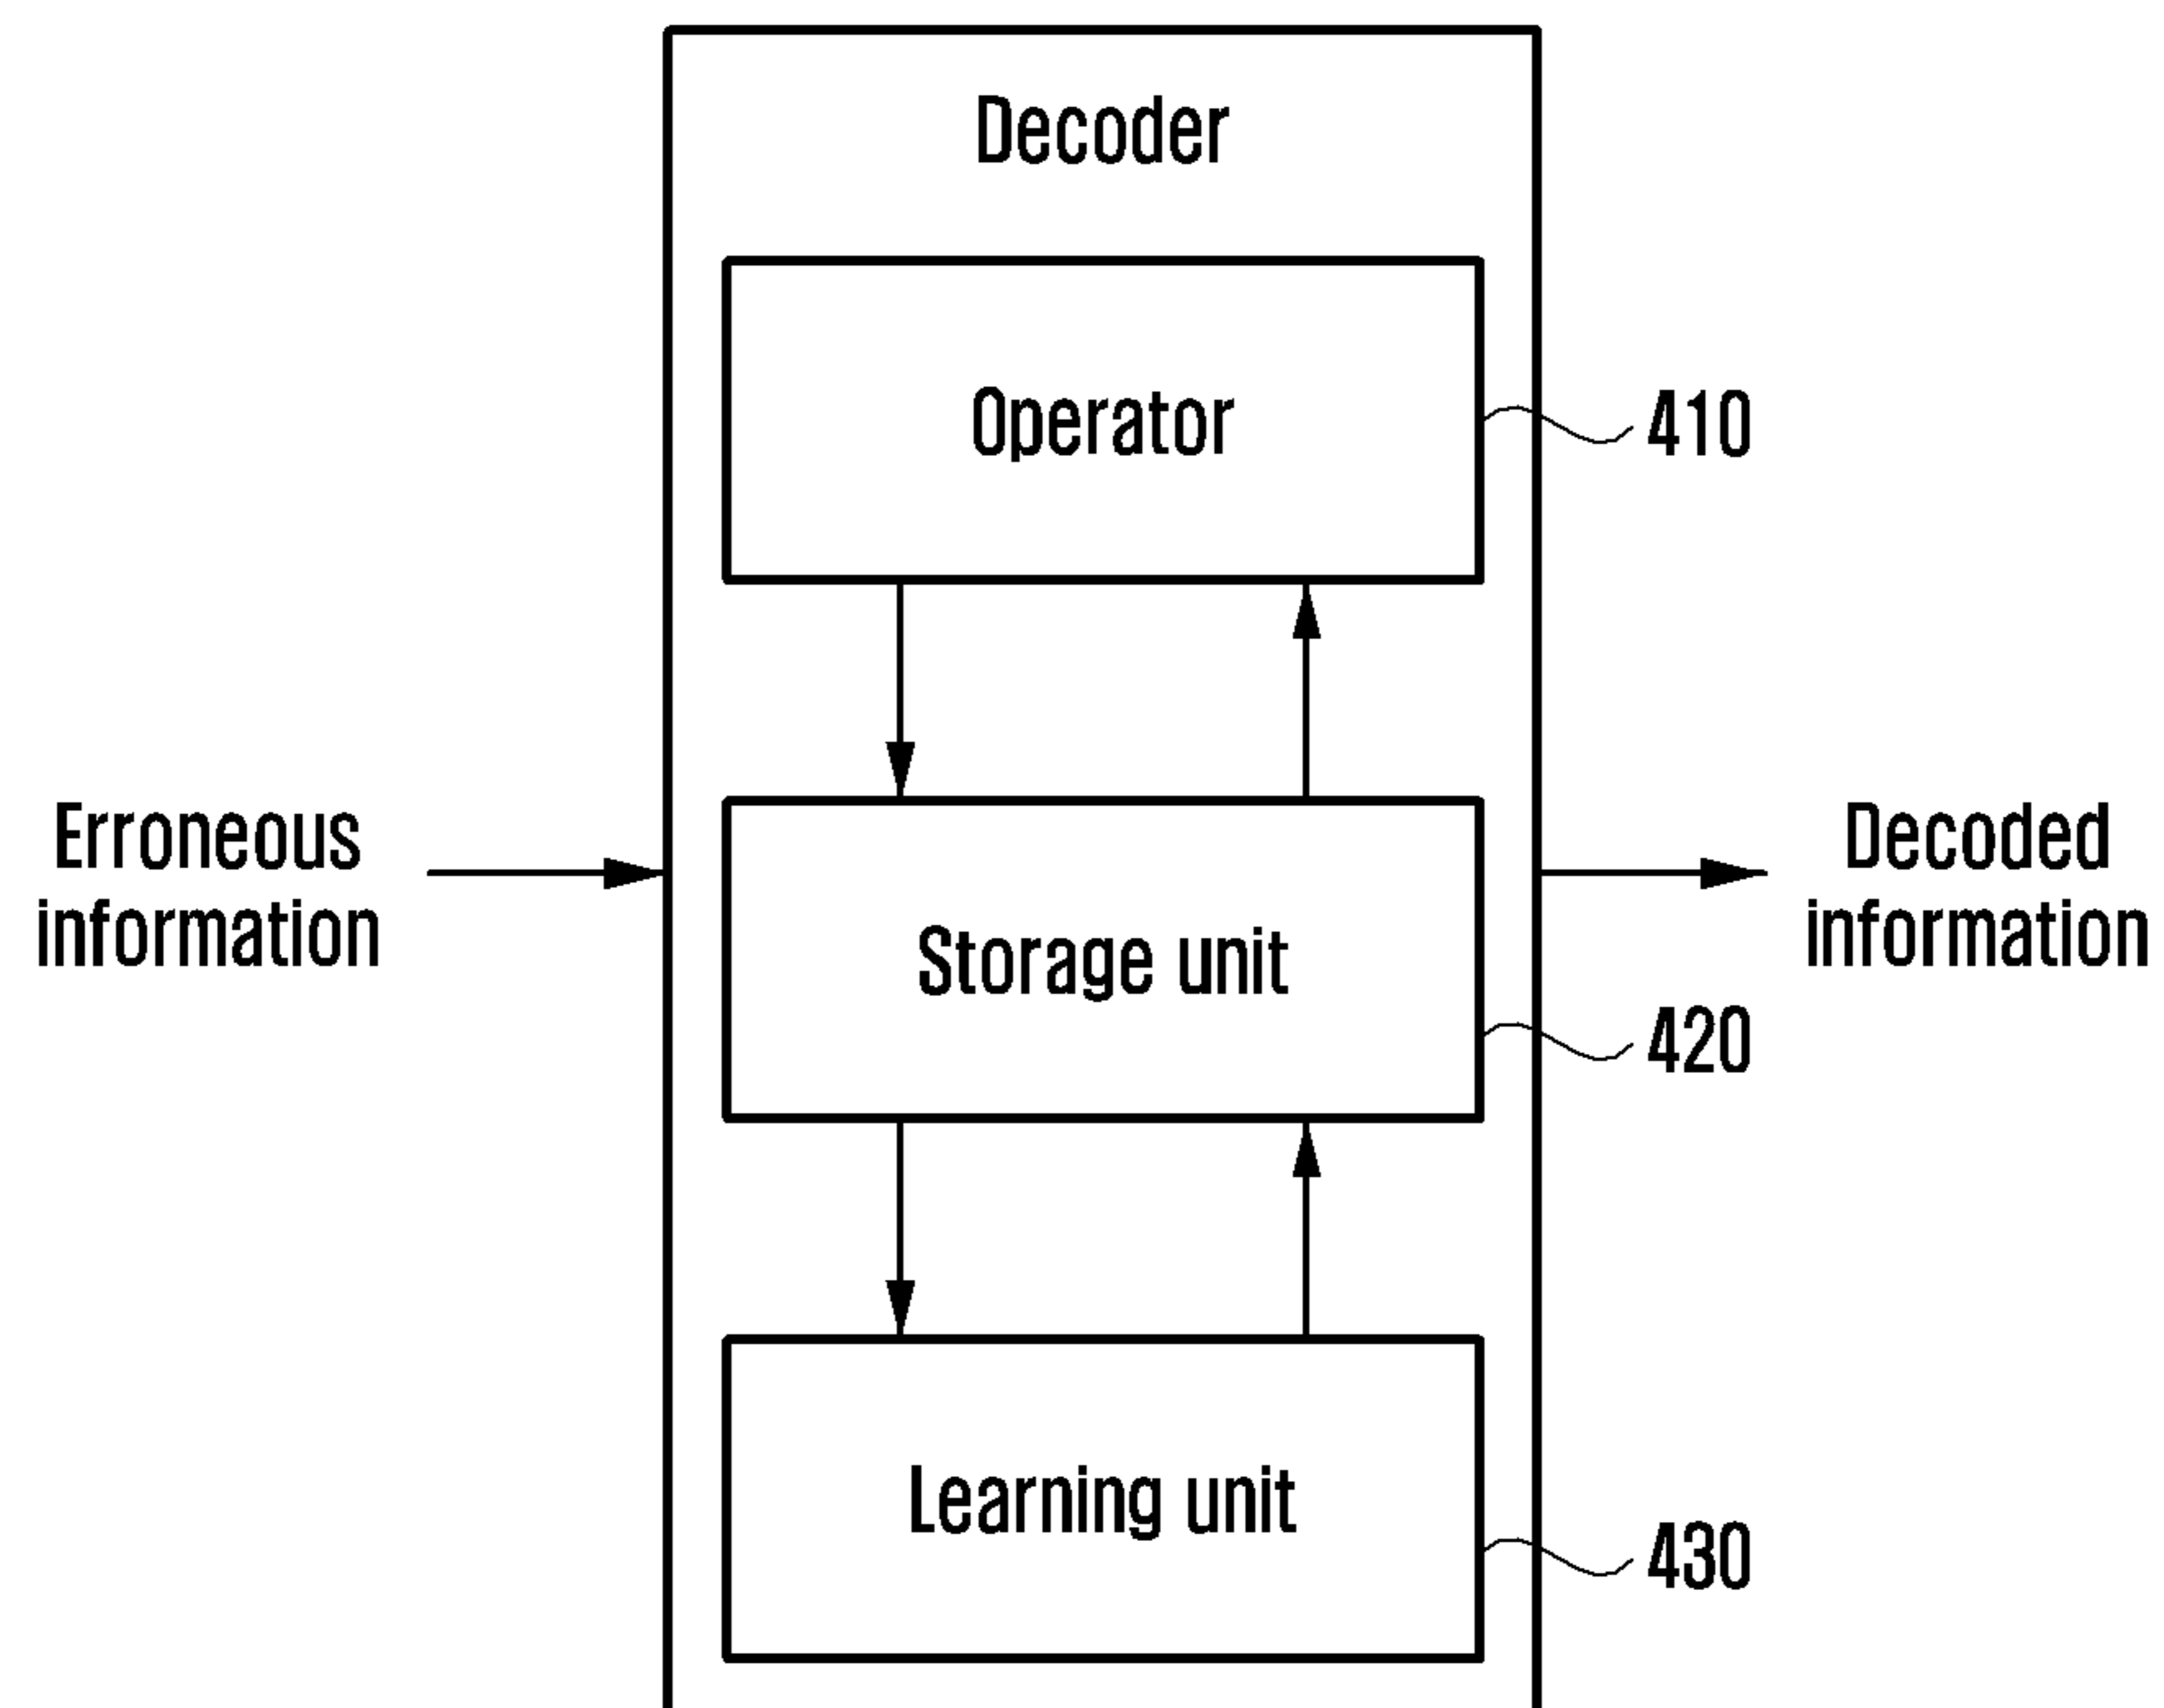 Decoder
Operator
410
Erroneous
information
Storage unit
420
Decoded
information
Learning unit
430